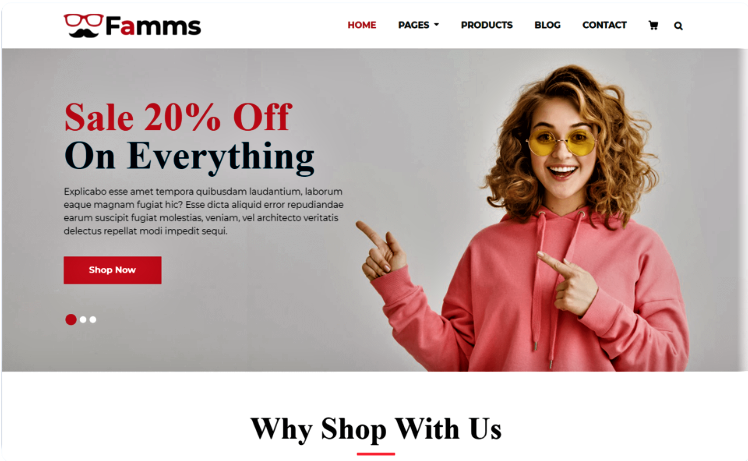 Famms
HOME PAGES PRODUCTS BLOG CONTACT
Sale 20% Off
On Everything
Explicabo esse amet tempora quibusdam laudantium, laborum
eaque magnam fugiat hic? Esse dicta aliquid error repudiandae
earum suscipit fugiat molestias, veniam, vel architecto veritatis
delectus repellat modi impedit sequi.
Shop Now
Why Shop With Us